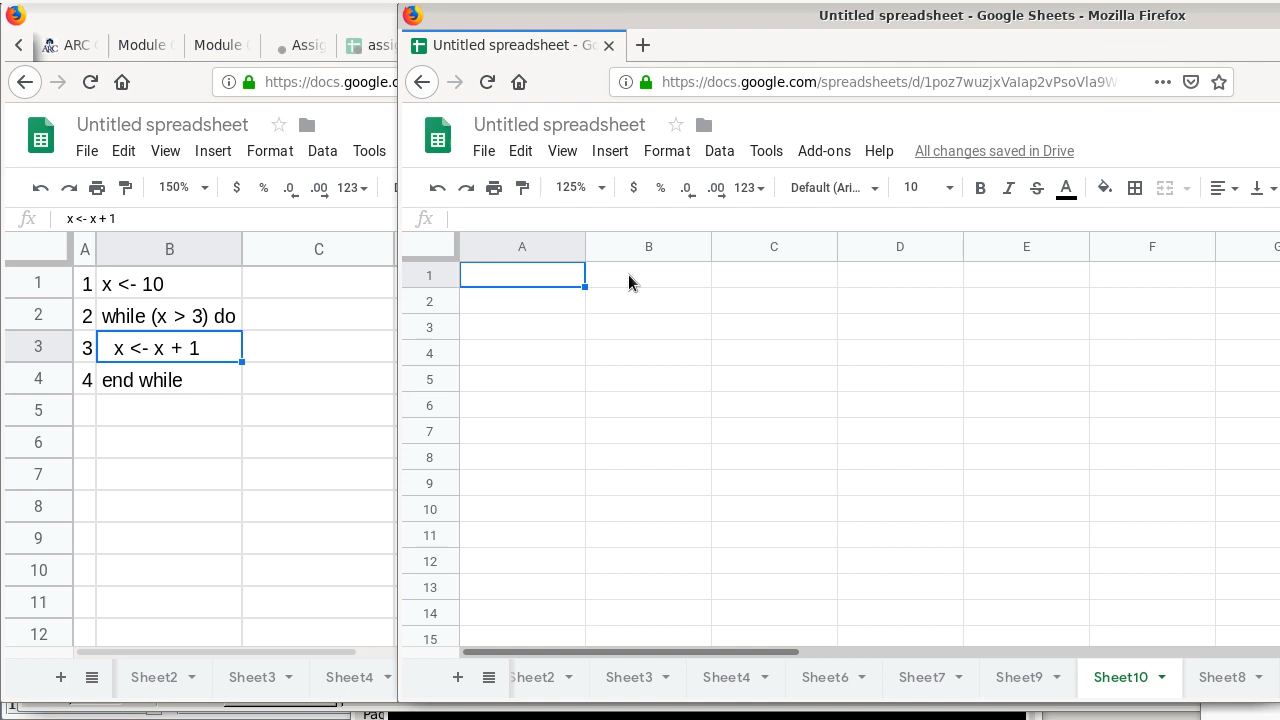 Untitled spreadsheet - Google Sheets - Mozilla Firefox
ARC
Module
Module
Assig
assi
Untitled spreadsheet - G
https://docs.google.c
https://docs.google.com/spreadsheets/d/1poz7wuzjxVaIap2vPsoVIa9W
Untitled spreadsheet
Untitled spreadsheet
File Edit View Insert Format Data Tools
File Edit View Insert Format Data Tools Add-ons Help All changes saved in Drive
150% $ % .0 .00 123
125% $ % .0 .00 123 Default (Ari... 10 B I S A
fx x <- x + 1
fx
A B C
A B C D E F
1 1 x <- 10
2 2 while (x > 3) do
3 3 x <- x + 1
4 4 end while
5
6
7
8
9
10
11
12
1
2
3
4
5
6
7
8
9
10
11
12
13
14
15
+ Sheet2 Sheet3 Sheet4
+ Sheet2 Sheet3 Sheet4 Sheet6 Sheet7 Sheet9 Sheet10 Sheet8